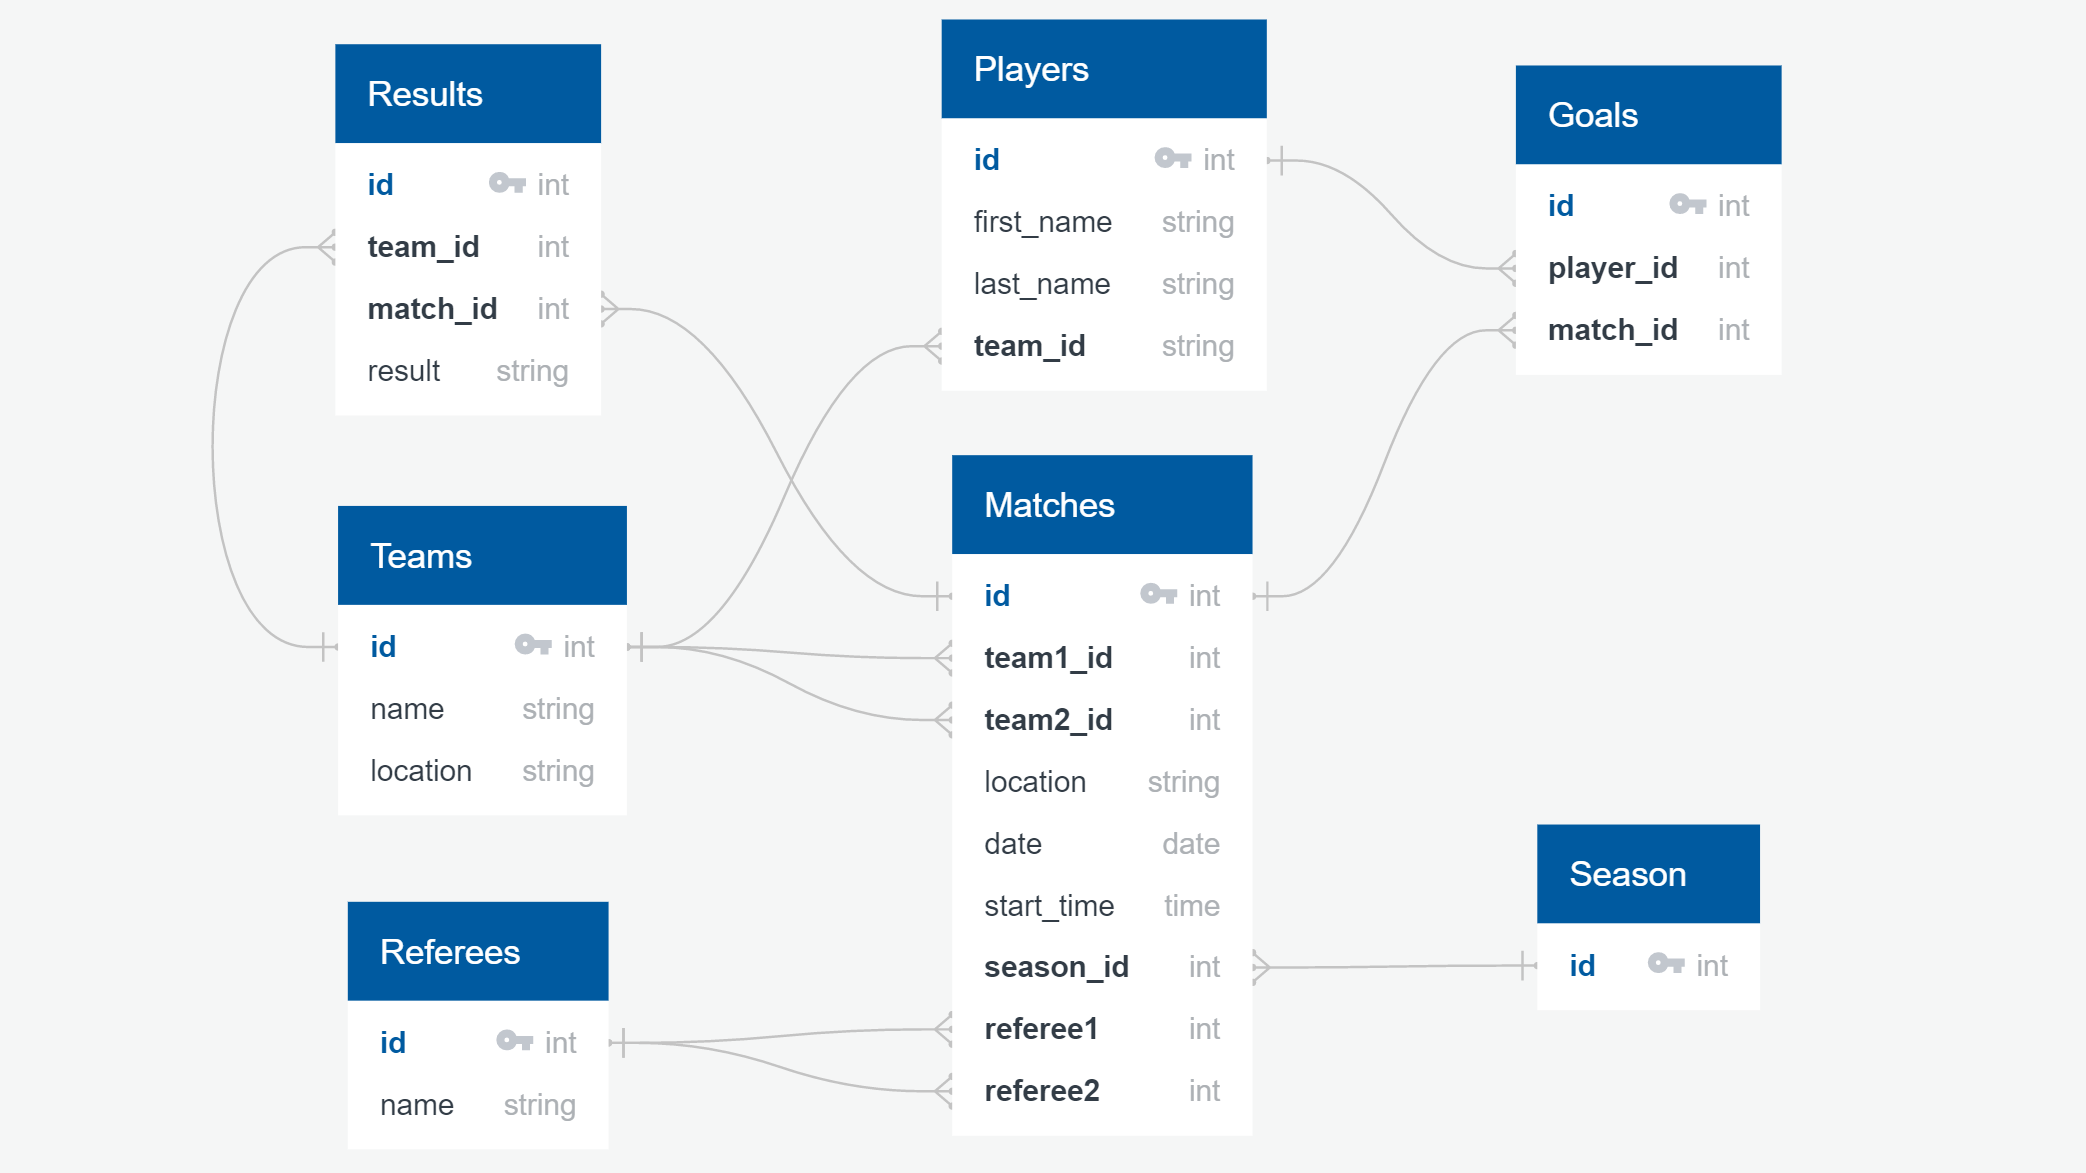 Results
id int
team_id int
match_id int
result string
Players
id int
first_name string
last_name string
team_id string
Goals
id int
player_id int
match_id int
Teams
id int
name string
location string
Matches
id int
team1_id int
team2_id int
location string
date date
start_time time
season_id int
referee1 int
referee2 int
Referees
id int
name string
Season
id int